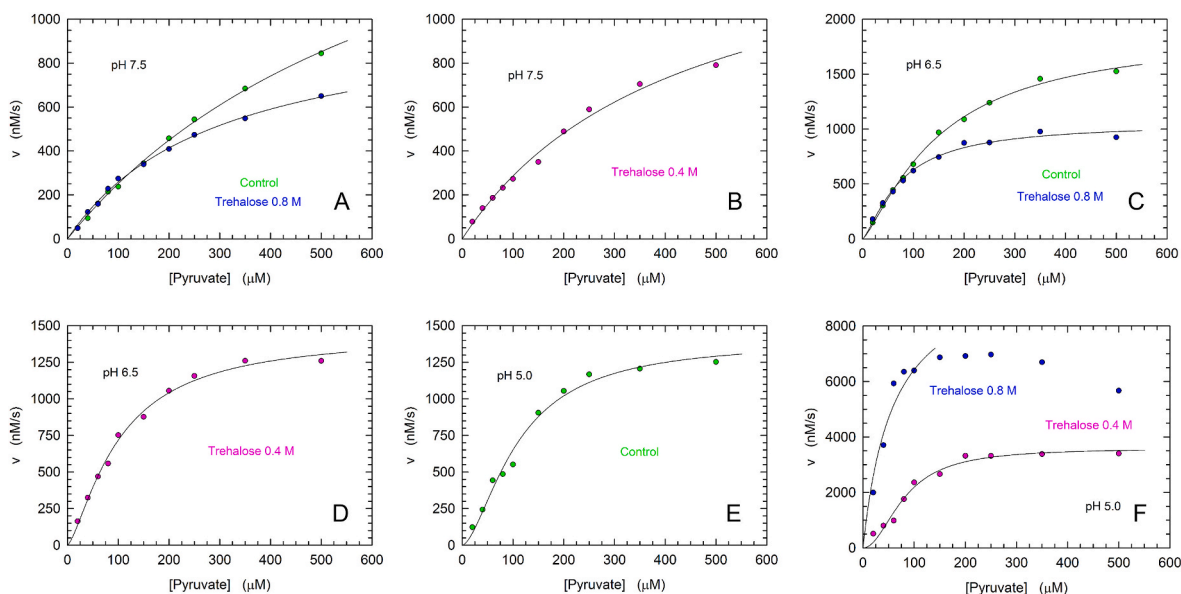 1000
800
600
400
200
0
v (nM/s)
pH 7.5
Control
Trehalose 0.8 M
A
0 100 200 300 400 500 600
[Pyruvate] (μM)
1000
800
600
400
200
0
v (nM/s)
pH 7.5
Trehalose 0.4 M
B
0 100 200 300 400 500 600
[Pyruvate] (μM)
2000
1500
1000
500
0
v (nM/s)
pH 6.5
Control
Trehalose 0.8 M
C
0 100 200 300 400 500 600
[Pyruvate] (μM)
1500
1250
1000
750
500
250
0
v (nM/s)
pH 6.5
Trehalose 0.4 M
D
0 100 200 300 400 500 600
[Pyruvate] (μM)
1500
1250
1000
750
500
250
0
v (nM/s)
pH 5.0
Control
E
0 100 200 300 400 500 600
[Pyruvate] (μM)
8000
6000
4000
2000
0
v (nM/s)
Trehalose 0.8 M
Trehalose 0.4 M
pH 5.0
F
0 100 200 300 400 500 600
[Pyruvate] (μM)